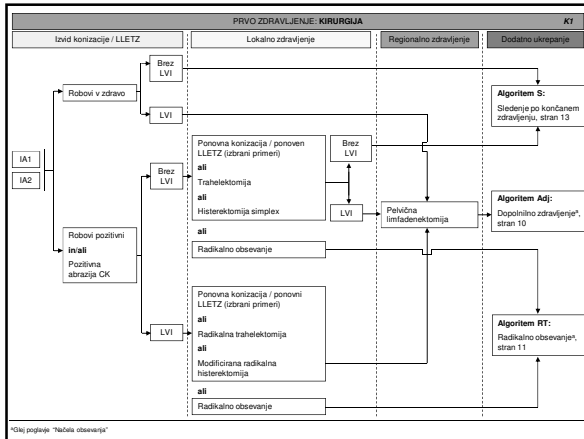 PRVO ZDRAVLJENJE: KIRURGIJA
K1
Izvid konizacije / LLETZ
Lokalno zdravljenje
Regionalno zdravljenje
Dodatno ukrepanje
IA1
IA2
Robovi v zdravo
Brez
LVI
LVI
Robovi pozitivni
in/ali
Pozitivna
abrazija CK
Brez
LVI
LVI
Ponovna konizacija / ponoven
LLETZ (izbrani primeri)
ali
Trahelektomija
ali
Histerektomija simplex
ali
Radikalno obsevanje
Brez
LVI
LVI
Ponovna konizacija / ponovni
LLETZ (izbrani primeri)
ali
Radikalna trahelektomija
ali
Modificirana radikalna
histerektomija
ali
Radikalno obsevanje
Pelvična
limfadenektomija
Algoritem S:
Sledenje po končanem
zdravljenju, stran 13
Algoritem Adj:
Dopolnilno zdravljenjeᵃ,
stran 10
Algoritem RT:
Radikalno obsevanjeᵃ,
stran 11
ᵃGlej poglavje "Načela obsevanja"